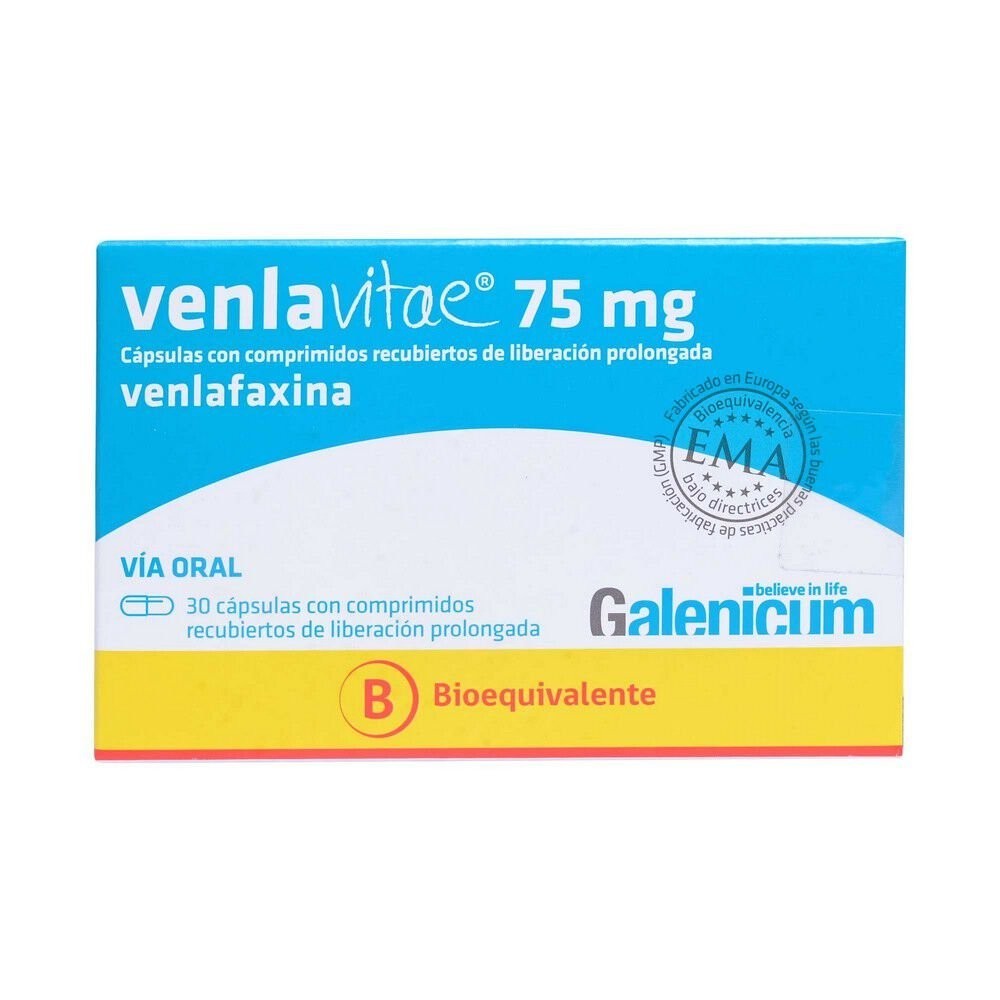 venlavitae® 75 mg
Cápsulas con comprimidos recubiertos de liberación prolongada
venlafaxina
Fabricado en Europa según las buenas prácticas de fabricación (GMP)
Bioequivalencia
EMA
bajo directrices
VÍA ORAL
30 cápsulas con comprimidos
recubiertos de liberación prolongada
believe in life
Galenicum
B Bioequivalente